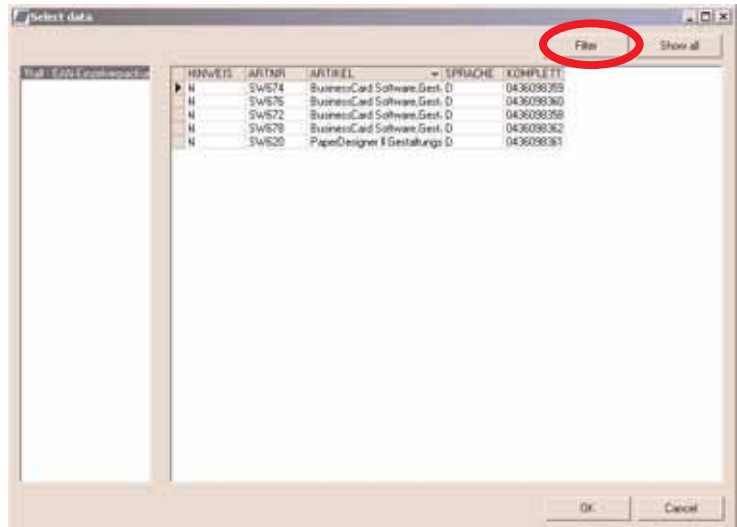 Select data
Filter Show all
HINWEIS ARTNR ARTIKEL SPRACHE KOMPLETT
N SW674 BusinessCard Software,Gest. D 0436098359
N SW676 BusinessCard Software,Gest. D 0436098360
N SW672 BusinessCard Software,Gest. D 0436098358
N SW678 BusinessCard Software,Gest. D 0436098362
N SW620 PaperDesigner II Gestaltungs D 0436098361
OK Cancel